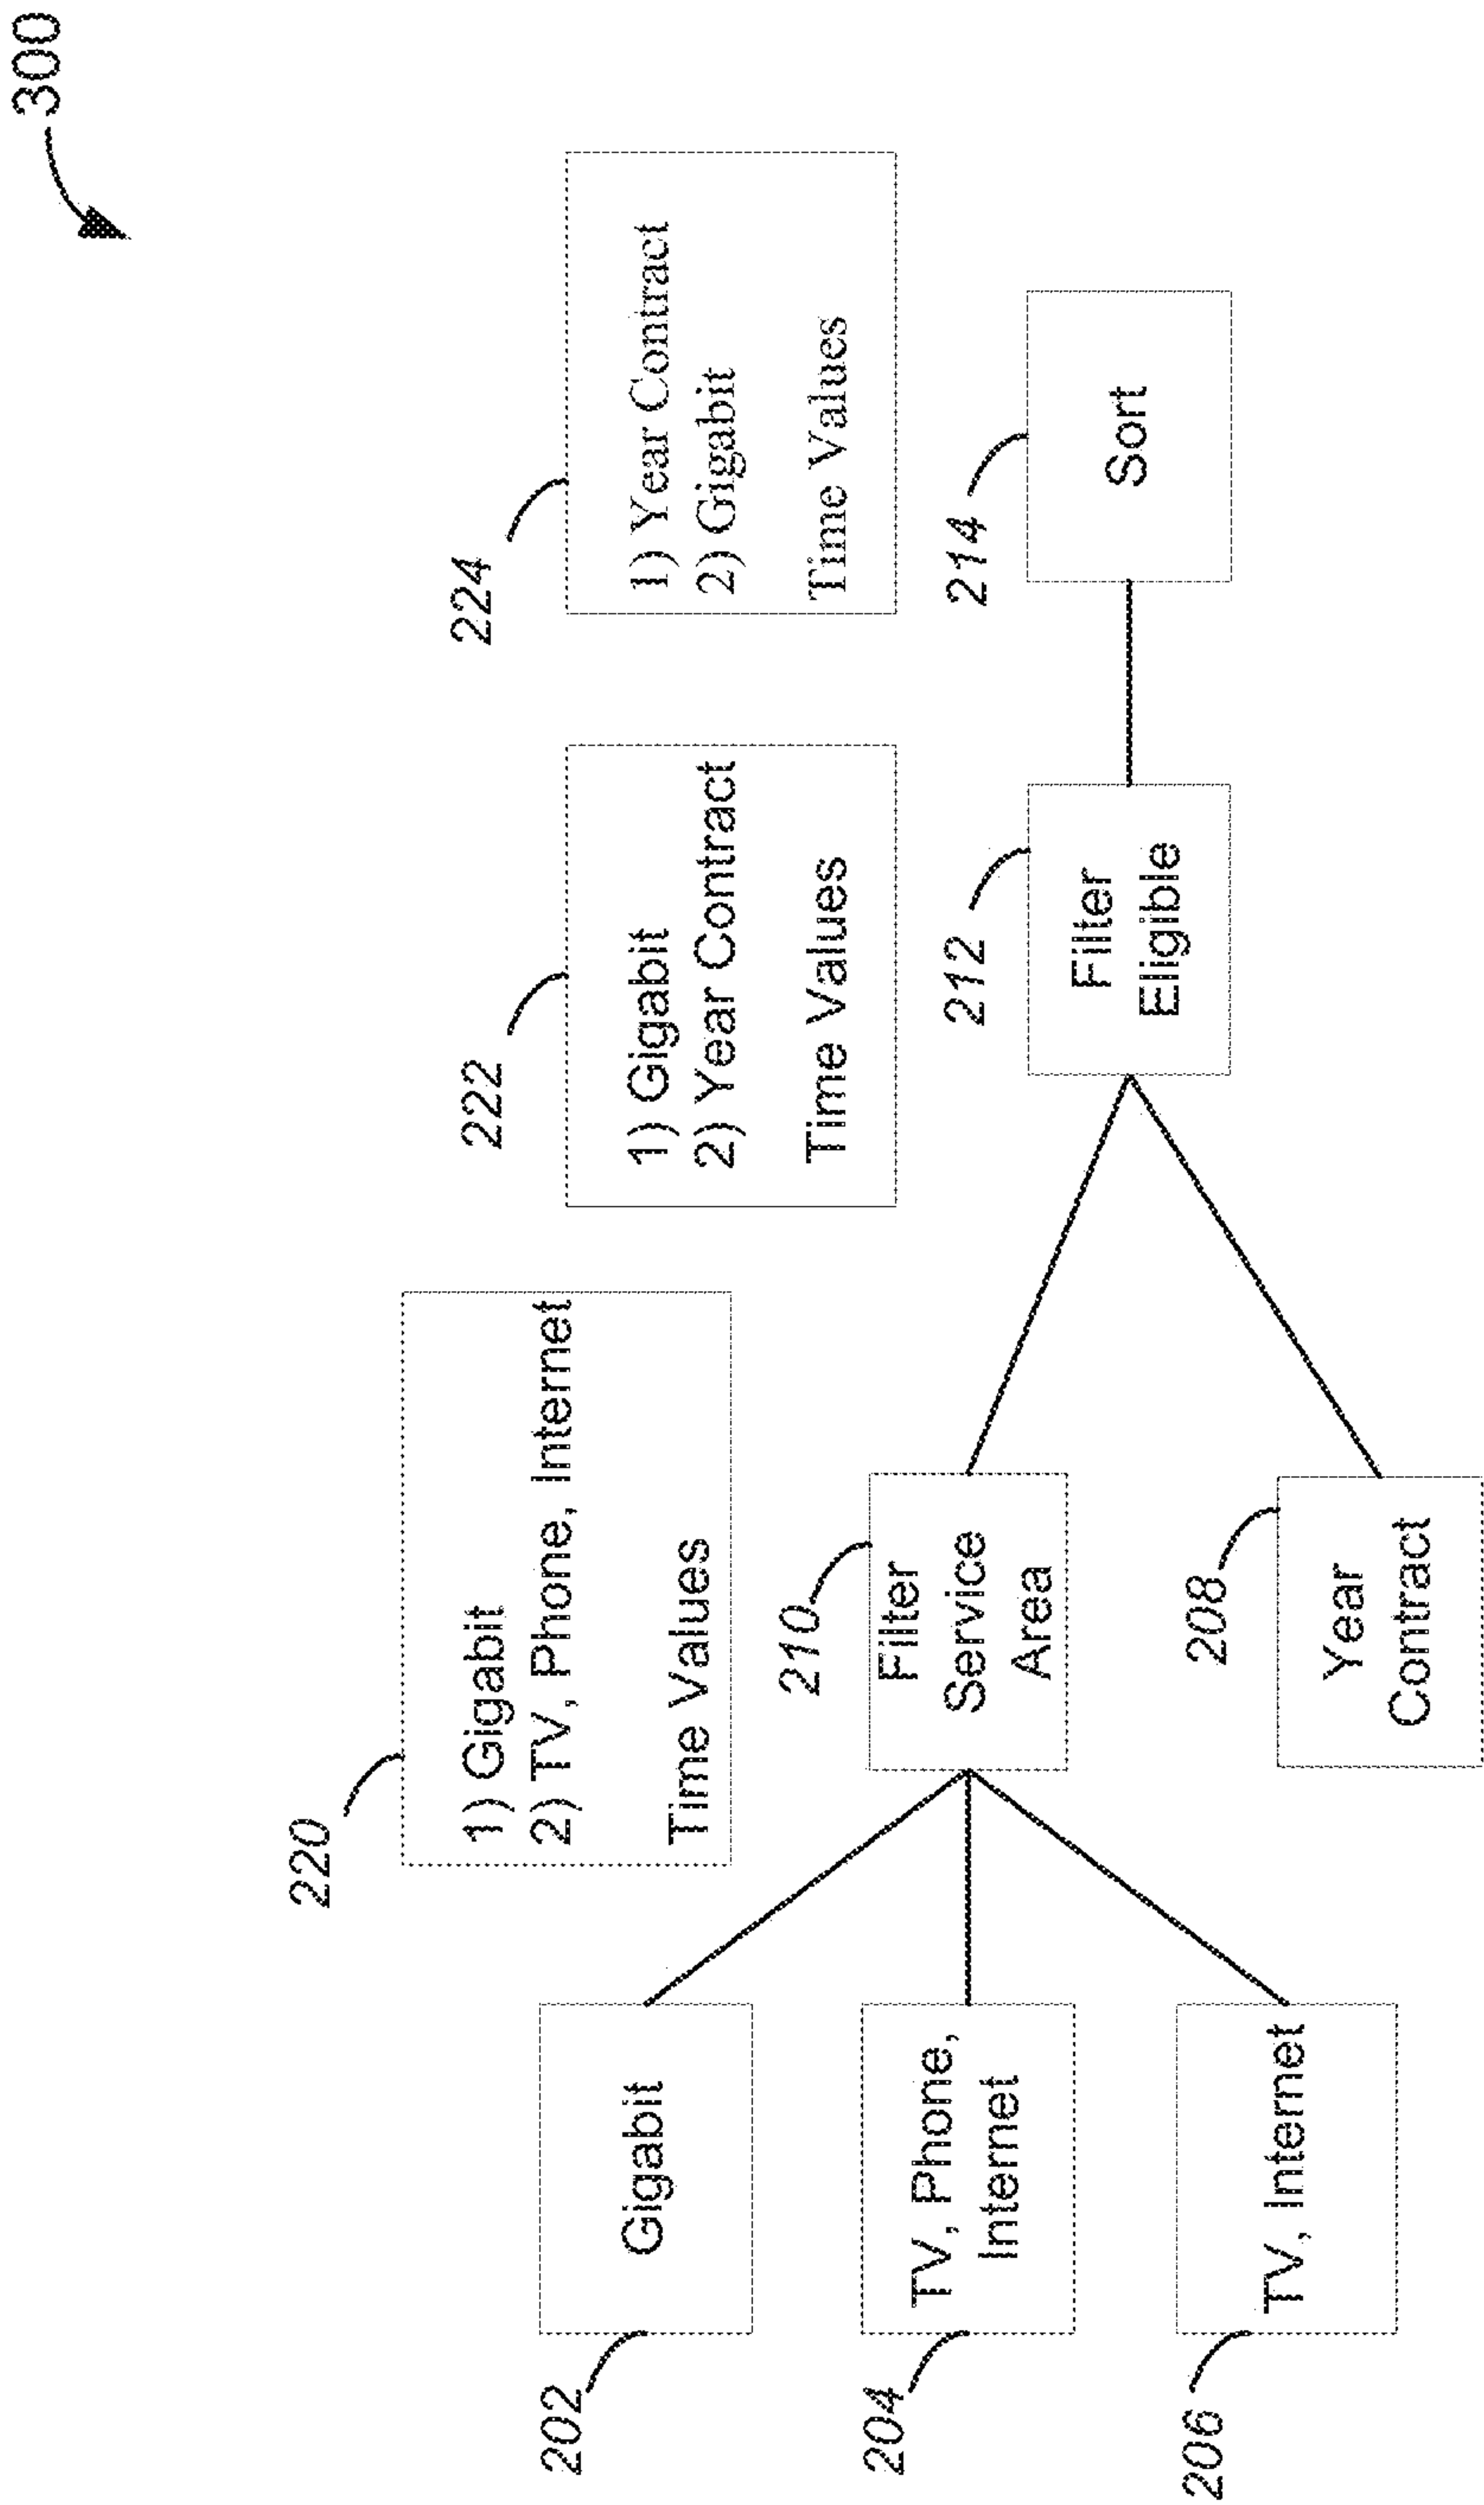 300
220
1) Gigabit
2) TV, Phone, Internet
Time Values
222
1) Gigabit
2) Year Contract
Time Values
224
1) Year Contract
2) Gigabit
Time Values
202
Gigabit
204
TV, Phone,
Internet
206
TV, Internet
210
Filter
Service
Area
208
Year
Contract
212
Filter
Eligible
214
Sort